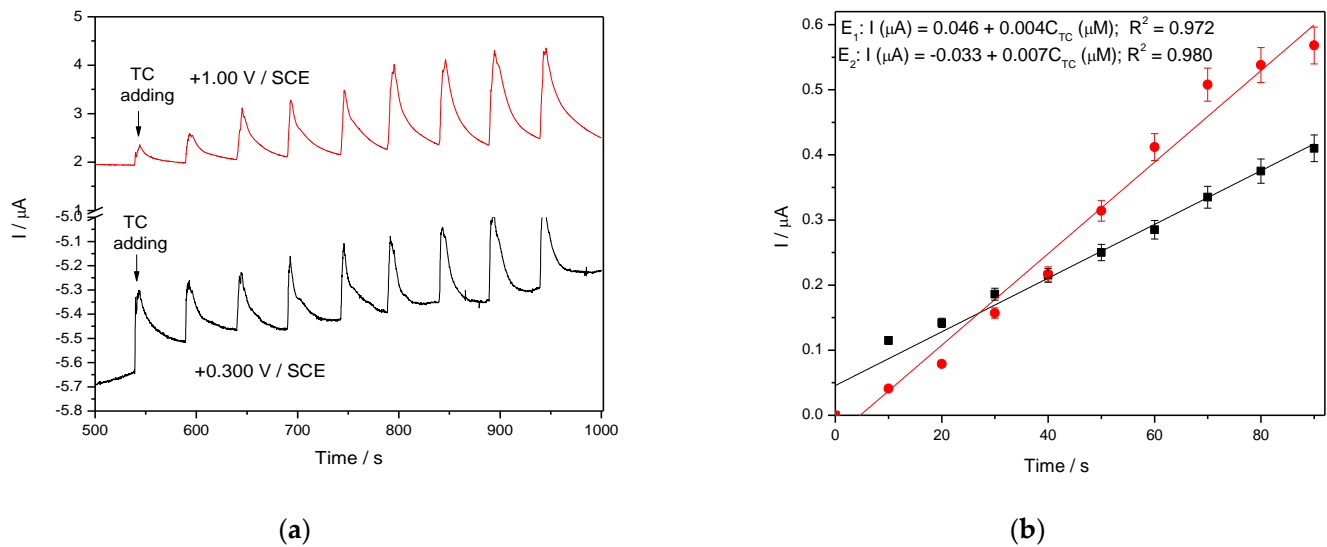 5
4
3
2
1
-5.0
-5.1
-5.2
-5.3
-5.4
-5.5
-5.6
-5.7
-5.8
I / µA
TC
adding
+1.00 V / SCE
TC
adding
+0.300 V / SCE
500 600 700 800 900 1000
Time / s
(a)
0.6
0.5
0.4
0.3
0.2
0.1
0.0
I / µA
E₁: I (µA) = 0.046 + 0.004C_TC (µM); R² = 0.972
E₂: I (µA) = -0.033 + 0.007C_TC (µM); R² = 0.980
0 20 40 60 80
Time / s
(b)